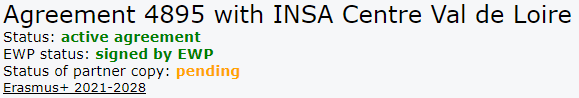 Agreement 4895 with INSA Centre Val de Loire
Status: active agreement
EWP status: signed by EWP
Status of partner copy: pending
Erasmus+ 2021-2028